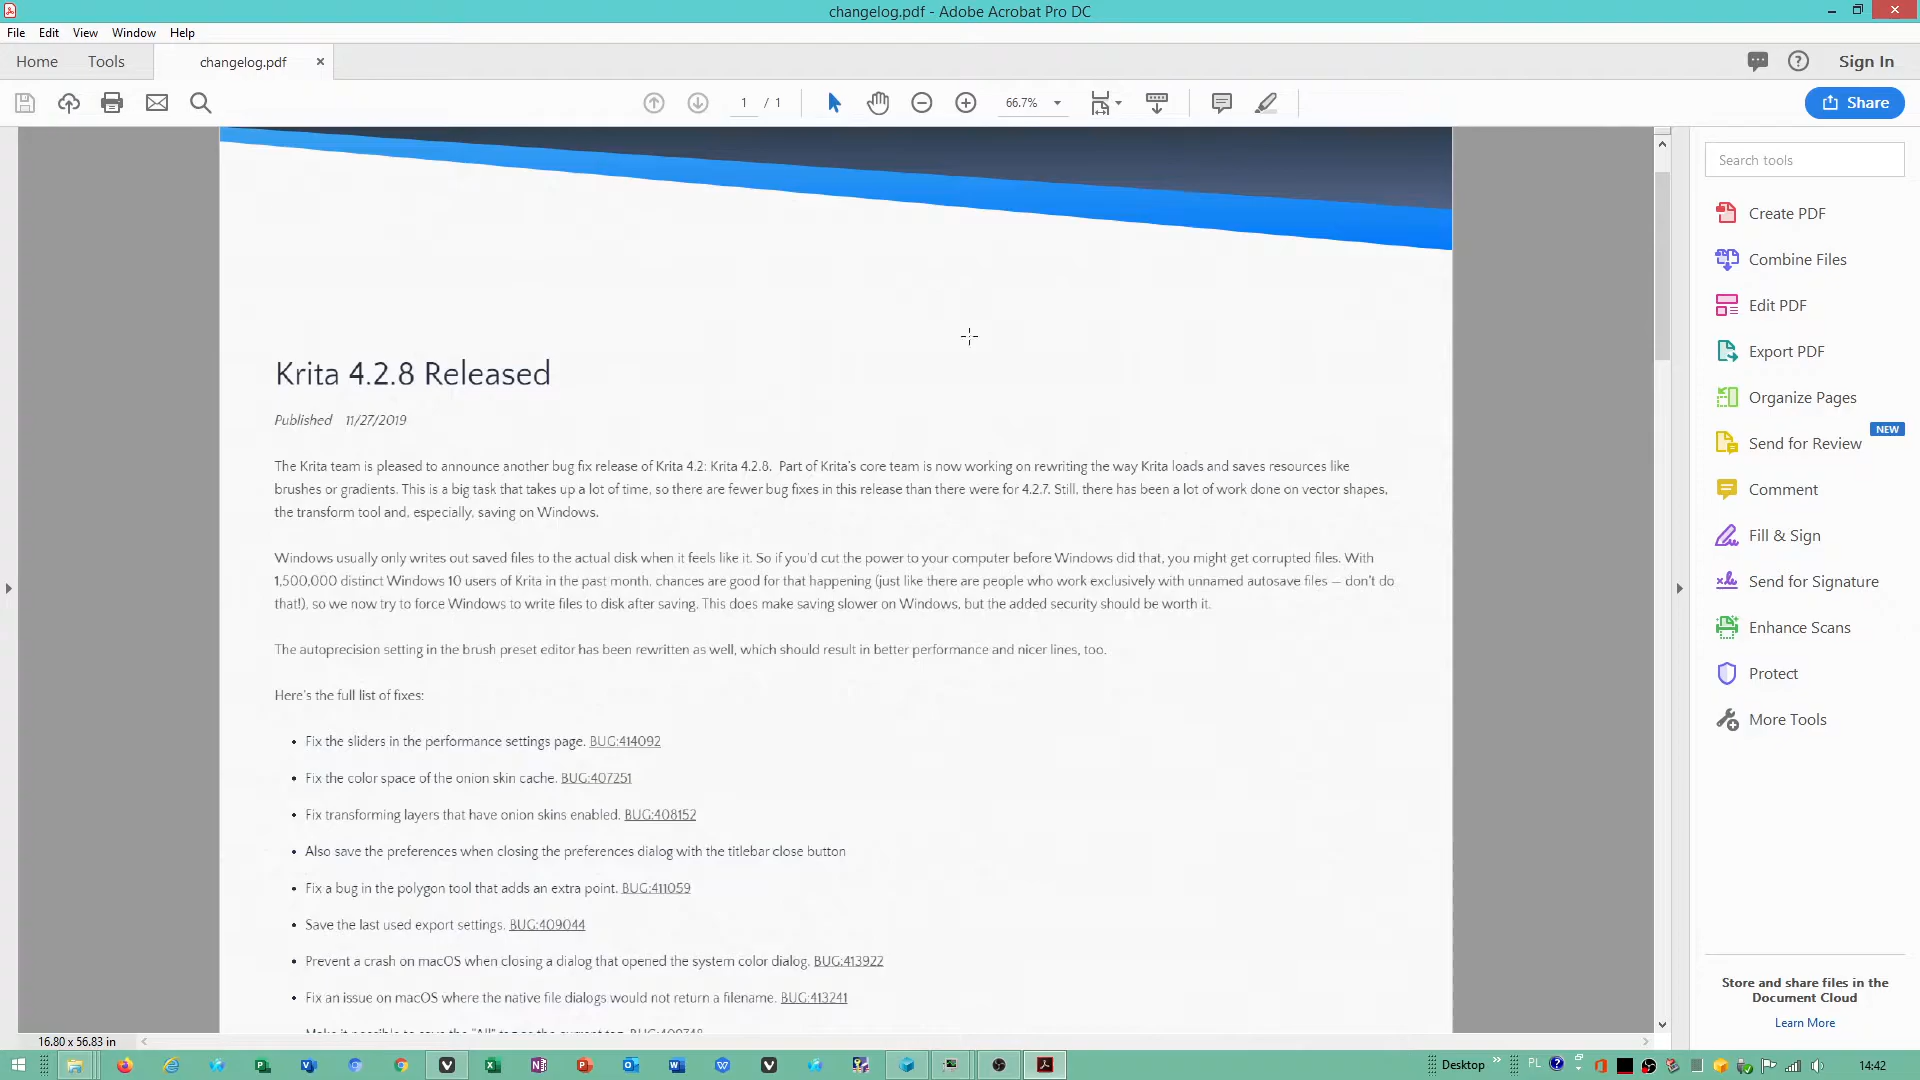 changelog.pdf - Adobe Acrobat Pro DC
File Edit View Window Help
Home Tools changelog.pdf Sign In
1 / 1 66.7% Share
Search tools
Create PDF
Combine Files
Edit PDF
Export PDF
Organize Pages
Send for Review NEW
Comment
Fill & Sign
Send for Signature
Enhance Scans
Protect
More Tools
Store and share files in the
Document Cloud
Learn More
Krita 4.2.8 Released
Published 11/27/2019
The Krita team is pleased to announce another bug fix release of Krita 4.2: Krita 4.2.8. Part of Krita's core team is now working on rewriting the way Krita loads and saves resources like
brushes or gradients. This is a big task that takes up a lot of time, so there are fewer bug fixes in this release than there were for 4.2.7. Still, there has been a lot of work done on vector shapes,
the transform tool and, especially, saving on Windows.
Windows usually only writes out saved files to the actual disk when it feels like it. So if you'd cut the power to your computer before Windows did that, you might get corrupted files. With
1,500,000 distinct Windows 10 users of Krita in the past month, chances are good for that happening (just like there are people who work exclusively with unnamed autosave files — don't do
that!), so we now try to force Windows to write files to disk after saving. This does make saving slower on Windows, but the added security should be worth it.
The autoprecision setting in the brush preset editor has been rewritten as well, which should result in better performance and nicer lines, too.
Here's the full list of fixes:
• Fix the sliders in the performance settings page. BUG:414092
• Fix the color space of the onion skin cache. BUG:407251
• Fix transforming layers that have onion skins enabled. BUG:408152
• Also save the preferences when closing the preferences dialog with the titlebar close button
• Fix a bug in the polygon tool that adds an extra point. BUG:411059
• Save the last used export settings. BUG:409044
• Prevent a crash on macOS when closing a dialog that opened the system color dialog. BUG:413922
• Fix an issue on macOS where the native file dialogs would not return a filename. BUG:413241
16.80 x 56.83 in
Desktop PL 14:42